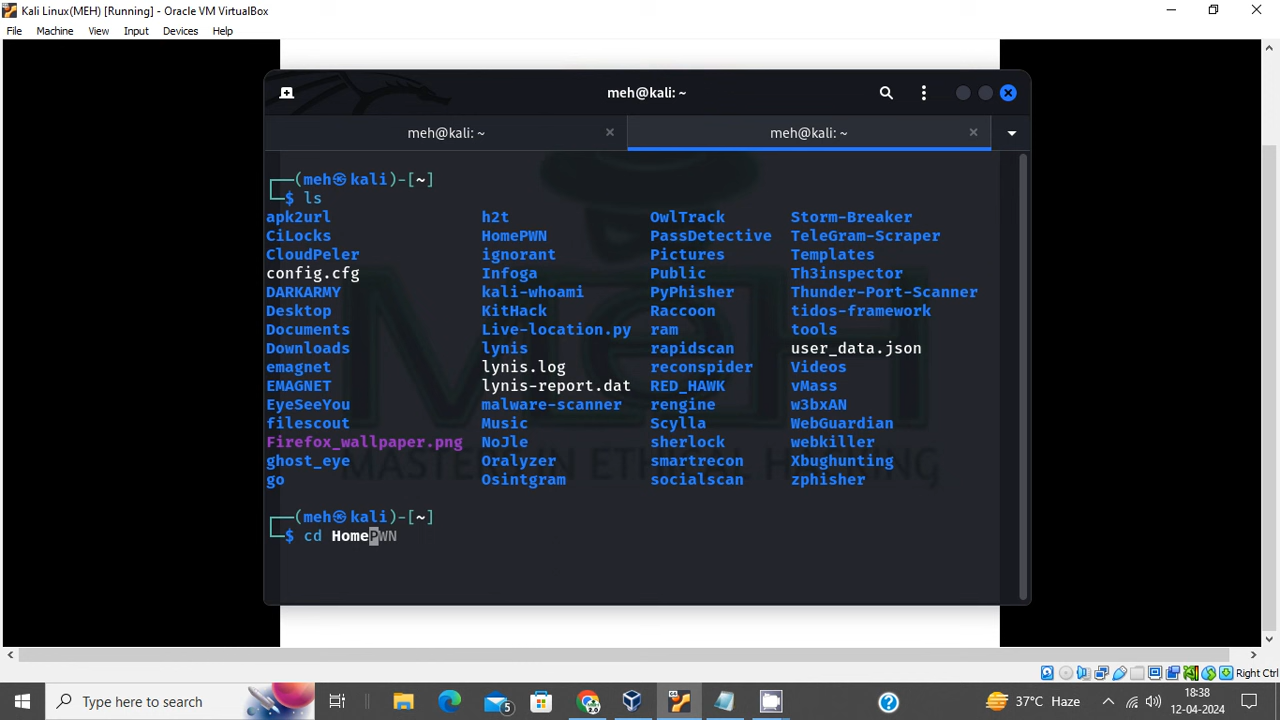 Kali Linux(MEH) [Running] - Oracle VM VirtualBox
File Machine View Input Devices Help
meh@kali: ~
meh@kali: ~ meh@kali: ~
(meh㉿kali)-[~]
$ ls
apk2url h2t OwlTrack Storm-Breaker
CiLocks HomePWN PassDetective TeleGram-Scraper
CloudPeler ignorant Pictures Templates
config.cfg Infoga Public Th3inspector
DARKARMY kali-whoami PyPhisher Thunder-Port-Scanner
Desktop KitHack Raccoon tidos-framework
Documents Live-location.py ram tools
Downloads lynis rapidscan user_data.json
emagnet lynis.log reconspider Videos
EMAGNET lynis-report.dat RED_HAWK vMass
EyeSeeYou malware-scanner rengine w3bxAN
filescout Music Scylla WebGuardian
Firefox_wallpaper.png NoJle sherlock webkiller
ghost_eye Oralyzer smartrecon Xbughunting
go Osintgram socialscan zphisher
MASTER IN ETHICAL HACKING
(meh㉿kali)-[~]
$ cd HomePWN
Right Ctrl
Type here to search
5
37°C Haze
18:38
12-04-2024